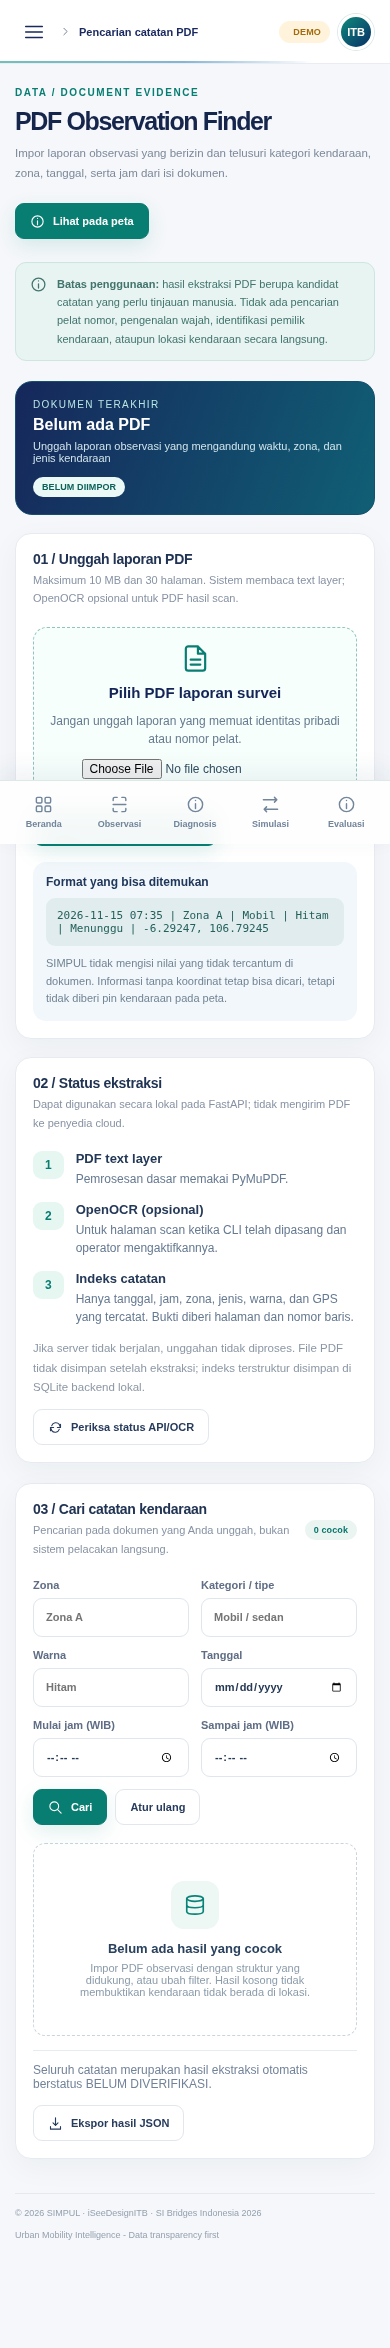 Pencarian catatan PDF
DEMO
ITB
DATA / DOCUMENT EVIDENCE
PDF Observation Finder
Impor laporan observasi yang berizin dan telusuri kategori kendaraan,
zona, tanggal, serta jam dari isi dokumen.
Lihat pada peta
Batas penggunaan: hasil ekstraksi PDF berupa kandidat
catatan yang perlu tinjauan manusia. Tidak ada pencarian
pelat nomor, pengenalan wajah, identifikasi pemilik
kendaraan, ataupun lokasi kendaraan secara langsung.
DOKUMEN TERAKHIR
Belum ada PDF
Unggah laporan observasi yang mengandung waktu, zona, dan
jenis kendaraan
BELUM DIIMPOR
01 / Unggah laporan PDF
Maksimum 10 MB dan 30 halaman. Sistem membaca text layer;
OpenOCR opsional untuk PDF hasil scan.
Pilih PDF laporan survei
Jangan unggah laporan yang memuat identitas pribadi
atau nomor pelat.
Choose File No file chosen
Beranda
Observasi
Diagnosis
Simulasi
Evaluasi
Format yang bisa ditemukan
2026-11-15 07:35 | Zona A | Mobil | Hitam
| Menunggu | -6.29247, 106.79245
SIMPUL tidak mengisi nilai yang tidak tercantum di
dokumen. Informasi tanpa koordinat tetap bisa dicari, tetapi
tidak diberi pin kendaraan pada peta.
02 / Status ekstraksi
Dapat digunakan secara lokal pada FastAPI; tidak mengirim PDF
ke penyedia cloud.
1
PDF text layer
Pemrosesan dasar memakai PyMuPDF.
2
OpenOCR (opsional)
Untuk halaman scan ketika CLI telah dipasang dan
operator mengaktifkannya.
3
Indeks catatan
Hanya tanggal, jam, zona, jenis, warna, dan GPS
yang tercatat. Bukti diberi halaman dan nomor baris.
Jika server tidak berjalan, unggahan tidak diproses. File PDF
tidak disimpan setelah ekstraksi; indeks terstruktur disimpan di
SQLite backend lokal.
Periksa status API/OCR
03 / Cari catatan kendaraan
Pencarian pada dokumen yang Anda unggah, bukan
sistem pelacakan langsung.
0 cocok
Zona
Kategori / tipe
Zona A
Mobil / sedan
Warna
Tanggal
Hitam
mm/dd/yyyy
Mulai jam (WIB)
Sampai jam (WIB)
--:-- --
--:-- --
Cari
Atur ulang
Belum ada hasil yang cocok
Impor PDF observasi dengan struktur yang
didukung, atau ubah filter. Hasil kosong tidak
membuktikan kendaraan tidak berada di lokasi.
Seluruh catatan merupakan hasil ekstraksi otomatis
berstatus BELUM DIVERIFIKASI.
Ekspor hasil JSON
© 2026 SIMPUL · iSeeDesignITB · SI Bridges Indonesia 2026
Urban Mobility Intelligence - Data transparency first